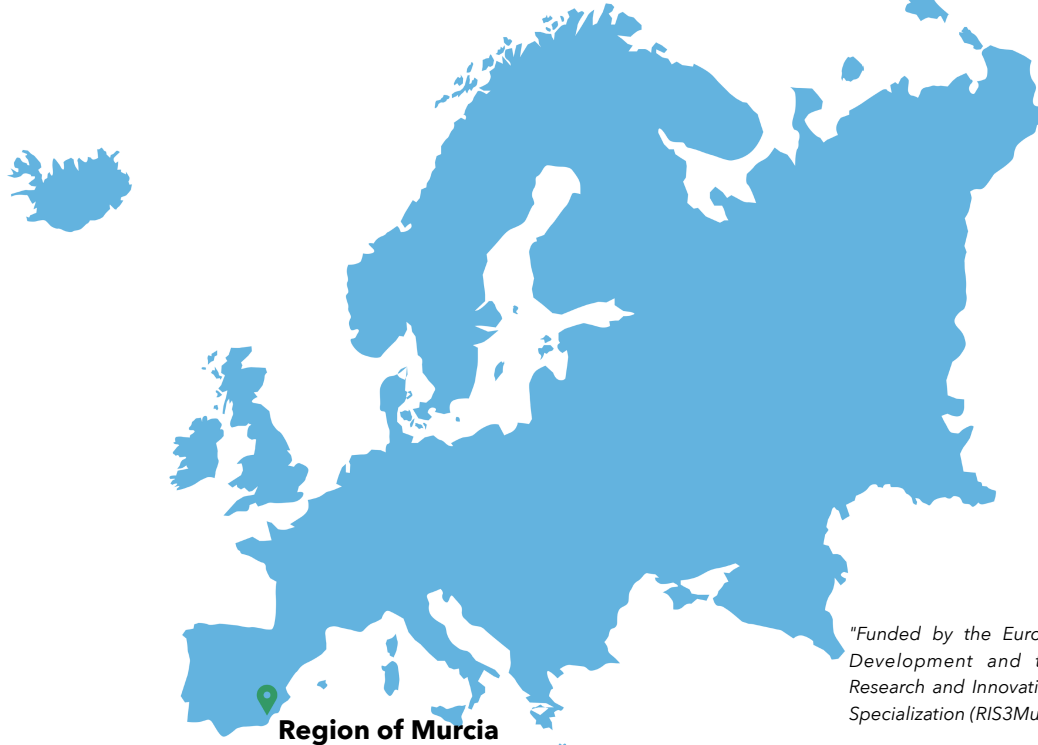 "Funded by the Euro
Development and t
Research and Innovati
Specialization (RIS3Mu
Region of Murcia